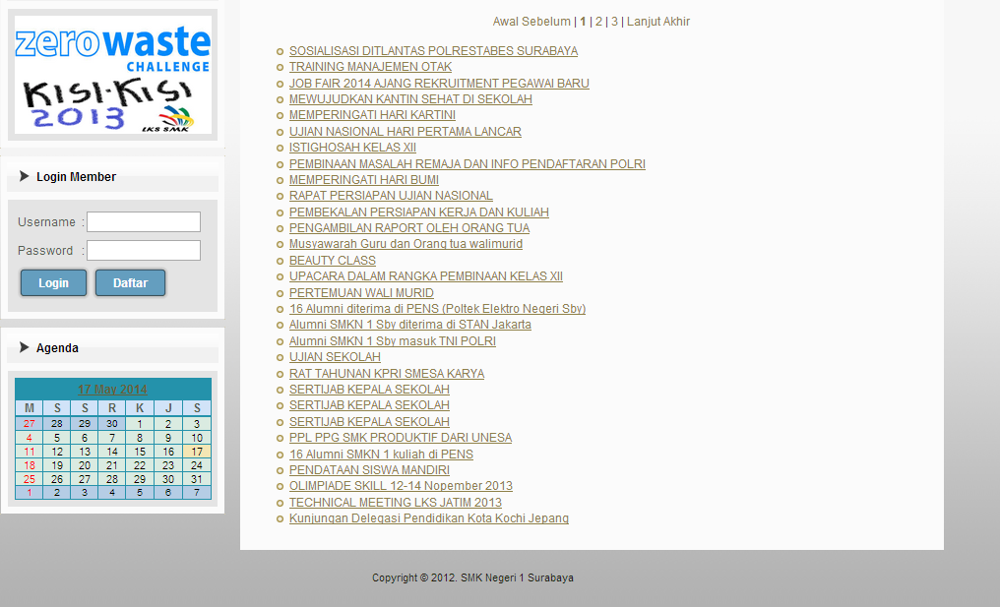 zerowaste
CHALLENGE
KISI-KISI
2013
LKS SMK
Login Member
Username :
Password :
Login Daftar
Agenda
17 May 2014
M S S R K J S
27 28 29 30 1 2 3
4 5 6 7 8 9 10
11 12 13 14 15 16 17
18 19 20 21 22 23 24
25 26 27 28 29 30 31
1 2 3 4 5 6 7
Awal Sebelum | 1 | 2 | 3 | Lanjut Akhir
SOSIALISASI DITLANTAS POLRESTABES SURABAYA
TRAINING MANAJEMEN OTAK
JOB FAIR 2014 AJANG REKRUITMENT PEGAWAI BARU
MEWUJUDKAN KANTIN SEHAT DI SEKOLAH
MEMPERINGATI HARI KARTINI
UJIAN NASIONAL HARI PERTAMA LANCAR
ISTIGHOSAH KELAS XII
PEMBINAAN MASALAH REMAJA DAN INFO PENDAFTARAN POLRI
MEMPERINGATI HARI BUMI
RAPAT PERSIAPAN UJIAN NASIONAL
PEMBEKALAN PERSIAPAN KERJA DAN KULIAH
PENGAMBILAN RAPORT OLEH ORANG TUA
Musyawarah Guru dan Orang tua walimurid
BEAUTY CLASS
UPACARA DALAM RANGKA PEMBINAAN KELAS XII
PERTEMUAN WALI MURID
16 Alumni diterima di PENS (Poltek Elektro Negeri Sby)
Alumni SMKN 1 Sby diterima di STAN Jakarta
Alumni SMKN 1 Sby masuk TNI POLRI
UJIAN SEKOLAH
RAT TAHUNAN KPRI SMESA KARYA
SERTIJAB KEPALA SEKOLAH
SERTIJAB KEPALA SEKOLAH
SERTIJAB KEPALA SEKOLAH
PPL PPG SMK PRODUKTIF DARI UNESA
16 Alumni SMKN 1 kuliah di PENS
PENDATAAN SISWA MANDIRI
OLIMPIADE SKILL 12-14 Nopember 2013
TECHNICAL MEETING LKS JATIM 2013
Kunjungan Delegasi Pendidikan Kota Kochi Jepang
Copyright © 2012. SMK Negeri 1 Surabaya